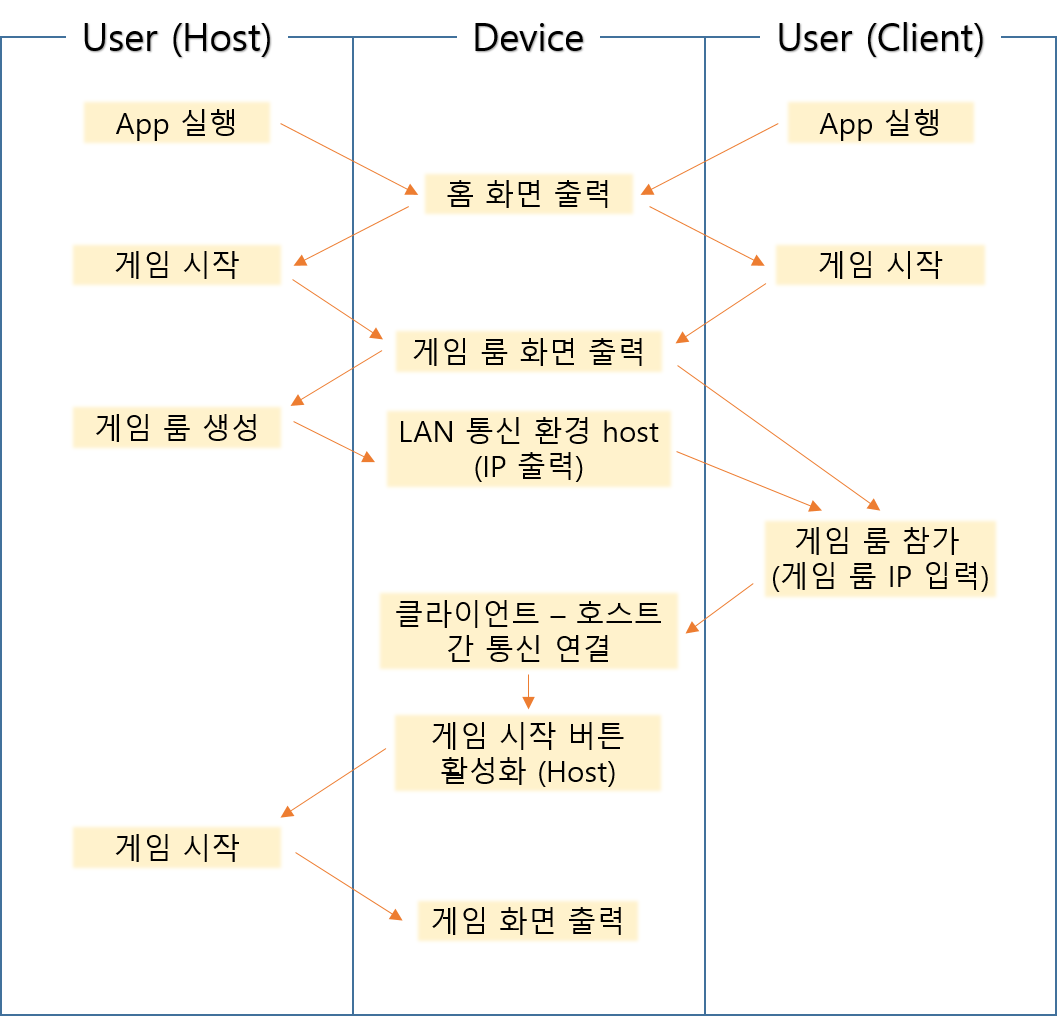 User (Host)
Device
User (Client)
App 실행
App 실행
홈 화면 출력
게임 시작
게임 시작
게임 룸 화면 출력
게임 룸 생성
LAN 통신 환경 host
(IP 출력)
게임 룸 참가
(게임 룸 IP 입력)
클라이언트 – 호스트
간 통신 연결
게임 시작 버튼
활성화 (Host)
게임 시작
게임 화면 출력